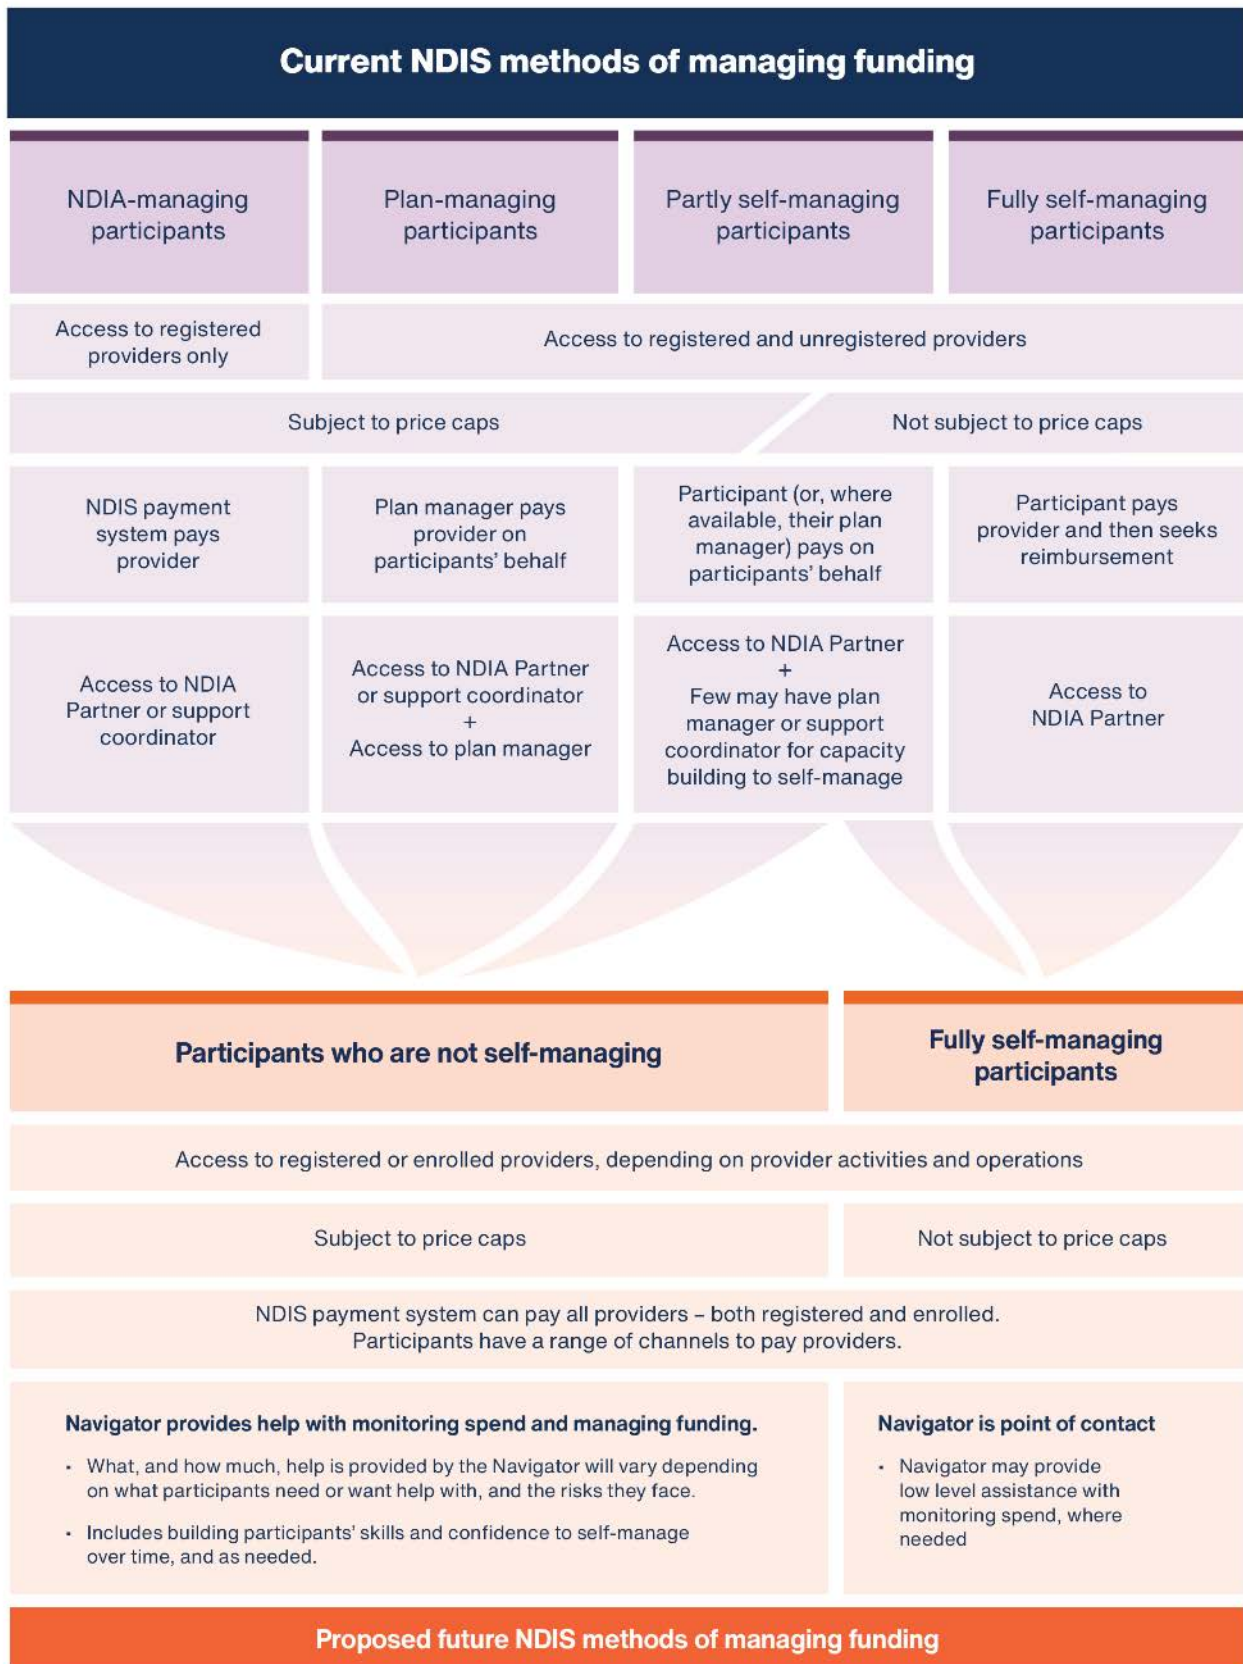 Current NDIS methods of managing funding
NDIA-managing
participants
Plan-managing
participants
Partly self-managing
participants
Fully self-managing
participants
Access to registered
providers only
Access to registered and unregistered providers
Subject to price caps
Not subject to price caps
NDIS payment
system pays
provider
Plan manager pays
provider on
participants’ behalf
Participant (or, where
available, their plan
manager) pays on
participants’ behalf
Participant pays
provider and then seeks
reimbursement
Access to NDIA
Partner or support
coordinator
Access to NDIA Partner
or support coordinator
+
Access to plan manager
Access to NDIA Partner
+
Few may have plan
manager or support
coordinator for capacity
building to self-manage
Access to
NDIA Partner
Participants who are not self-managing
Fully self-managing
participants
Access to registered or enrolled providers, depending on provider activities and operations
Subject to price caps
Not subject to price caps
NDIS payment system can pay all providers – both registered and enrolled.
Participants have a range of channels to pay providers.
Navigator provides help with monitoring spend and managing funding.
• What, and how much, help is provided by the Navigator will vary depending
on what participants need or want help with, and the risks they face.
• Includes building participants’ skills and confidence to self-manage
over time, and as needed.
Navigator is point of contact
• Navigator may provide
low level assistance with
monitoring spend, where
needed
Proposed future NDIS methods of managing funding